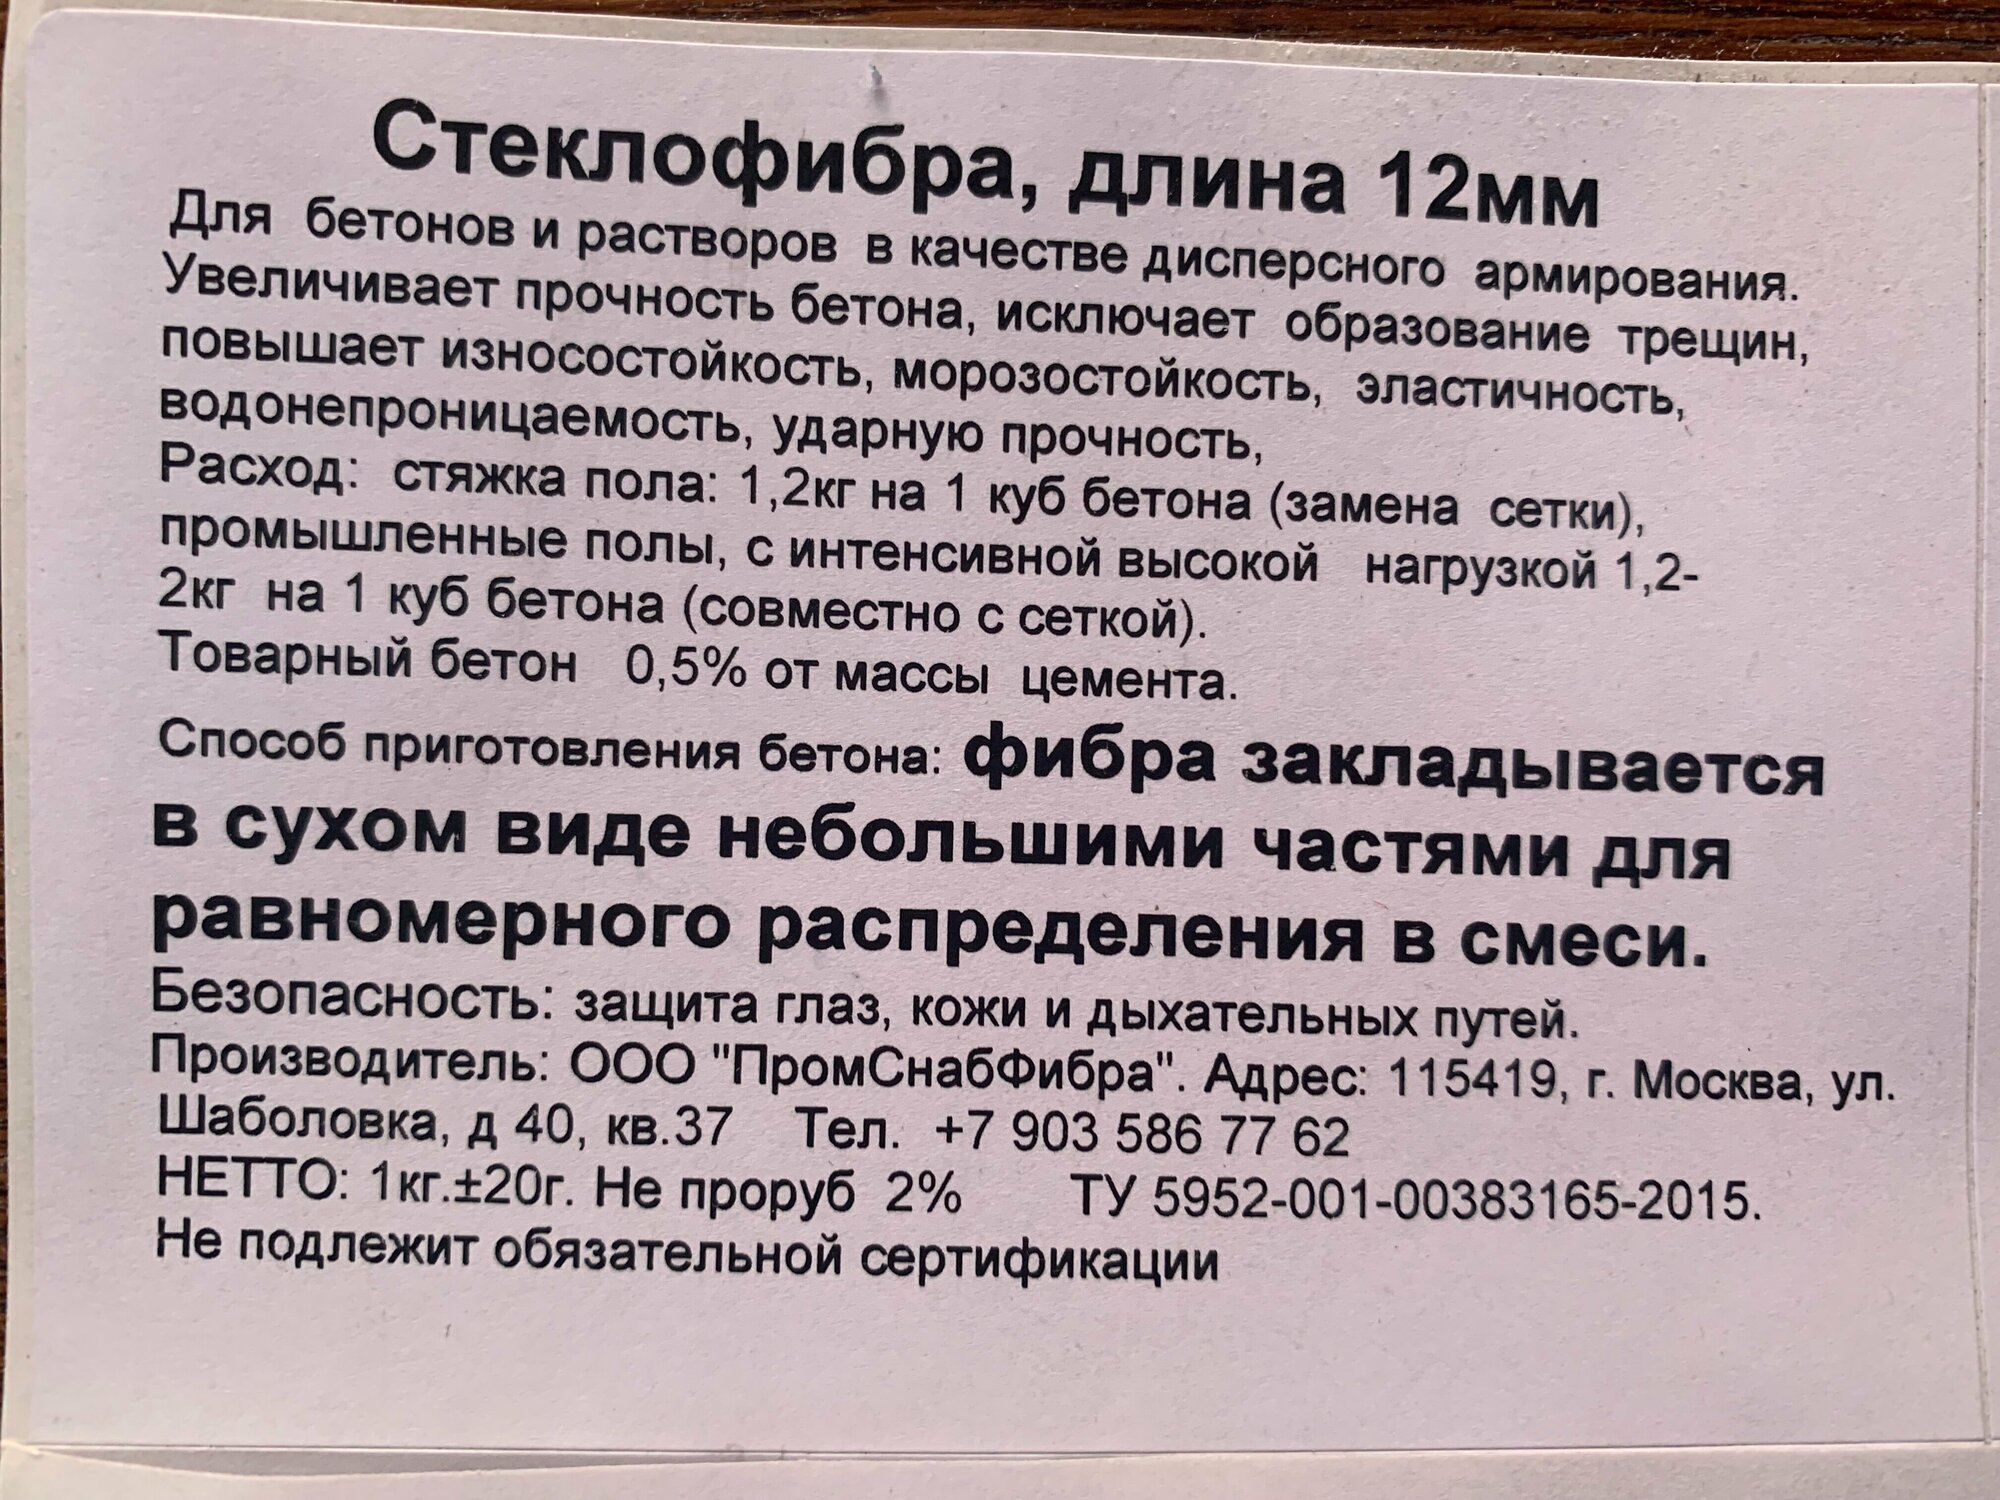 Стеклофибра, длина 12мм
Для бетонов и растворов в качестве дисперсного армирования.
Увеличивает прочность бетона, исключает образование трещин,
повышает износостойкость, морозостойкость, эластичность,
водонепроницаемость, ударную прочность,
Расход: стяжка пола: 1,2кг на 1 куб бетона (замена сетки),
промышленные полы, с интенсивной высокой нагрузкой 1,2-
2кг на 1 куб бетона (совместно с сеткой).
Товарный бетон 0,5% от массы цемента.
Способ приготовления бетона: фибра закладывается
в сухом виде небольшими частями для
равномерного распределения в смеси.
Безопасность: защита глаз, кожи и дыхательных путей.
Производитель: ООО "ПромСнабФибра". Адрес: 115419, г. Москва, ул.
Шаболовка, д 40, кв.37 Тел. +7 903 586 77 62
НЕТТО: 1кг.±20г. Не проруб 2% ТУ 5952-001-00383165-2015.
Не подлежит обязательной сертификации